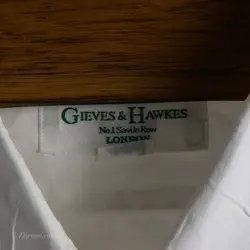 GIEVES & HAWKES
No.1 Savile Row
LONDON